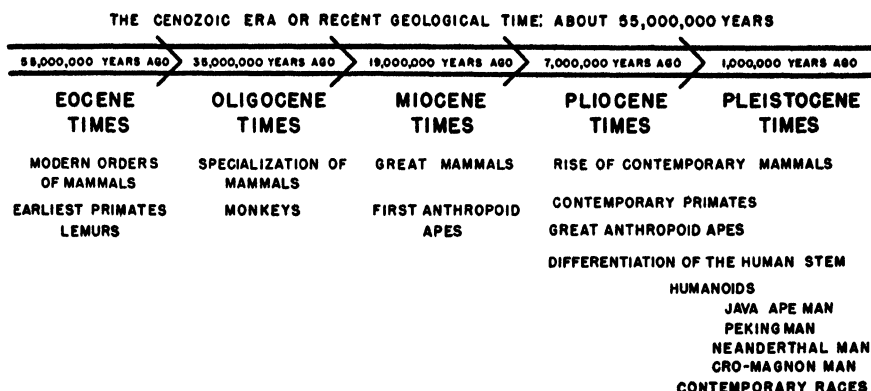 THE CENOZOIC ERA OR RECENT GEOLOGICAL TIME: ABOUT 55,000,000 YEARS
55,000,000 YEARS AGO 35,000,000 YEARS AGO 19,000,000 YEARS AGO 7,000,000 YEARS AGO 1,000,000 YEARS AGO
EOCENE TIMES
MODERN ORDERS
OF MAMMALS
EARLIEST PRIMATES
LEMURS
OLIGOCENE TIMES
SPECIALIZATION OF
MAMMALS
MONKEYS
MIOCENE TIMES
GREAT MAMMALS
FIRST ANTHROPOID
APES
PLIOCENE TIMES
PLEISTOCENE TIMES
RISE OF CONTEMPORARY MAMMALS
CONTEMPORARY PRIMATES
GREAT ANTHROPOID APES
DIFFERENTIATION OF THE HUMAN STEM
HUMANOIDS
JAVA APE MAN
PEKING MAN
NEANDERTHAL MAN
CRO-MAGNON MAN
CONTEMPORARY RACES